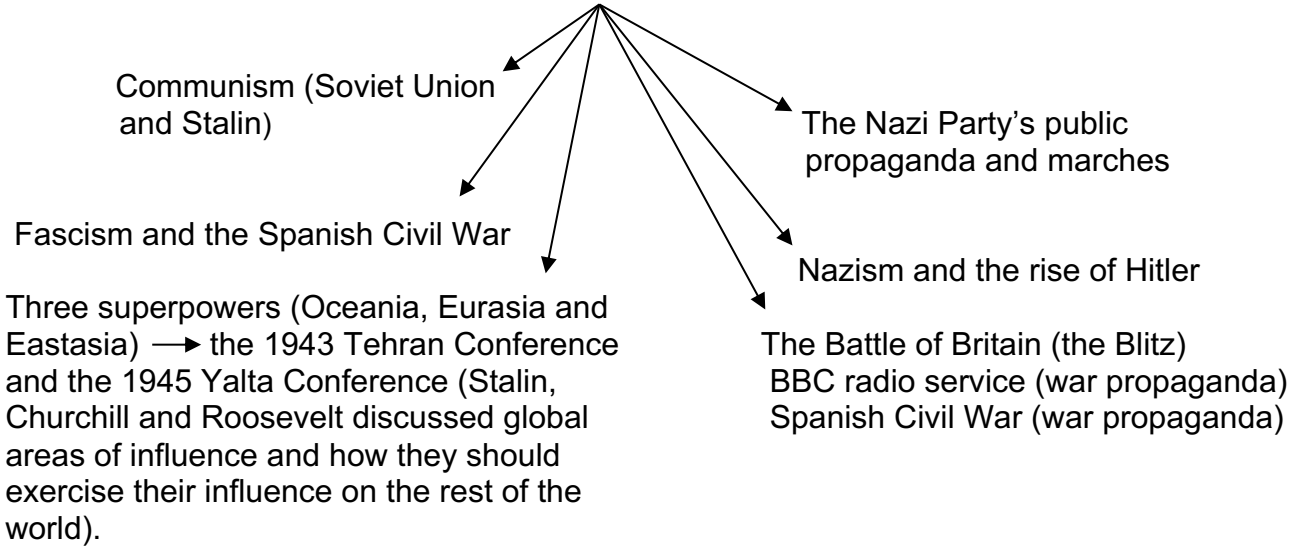 Communism (Soviet Union
and Stalin)
Fascism and the Spanish Civil War
Three superpowers (Oceania, Eurasia and
Eastasia) → the 1943 Tehran Conference
and the 1945 Yalta Conference (Stalin,
Churchill and Roosevelt discussed global
areas of influence and how they should
exercise their influence on the rest of the
world).
The Nazi Party’s public
propaganda and marches
Nazism and the rise of Hitler
The Battle of Britain (the Blitz)
BBC radio service (war propaganda)
Spanish Civil War (war propaganda)